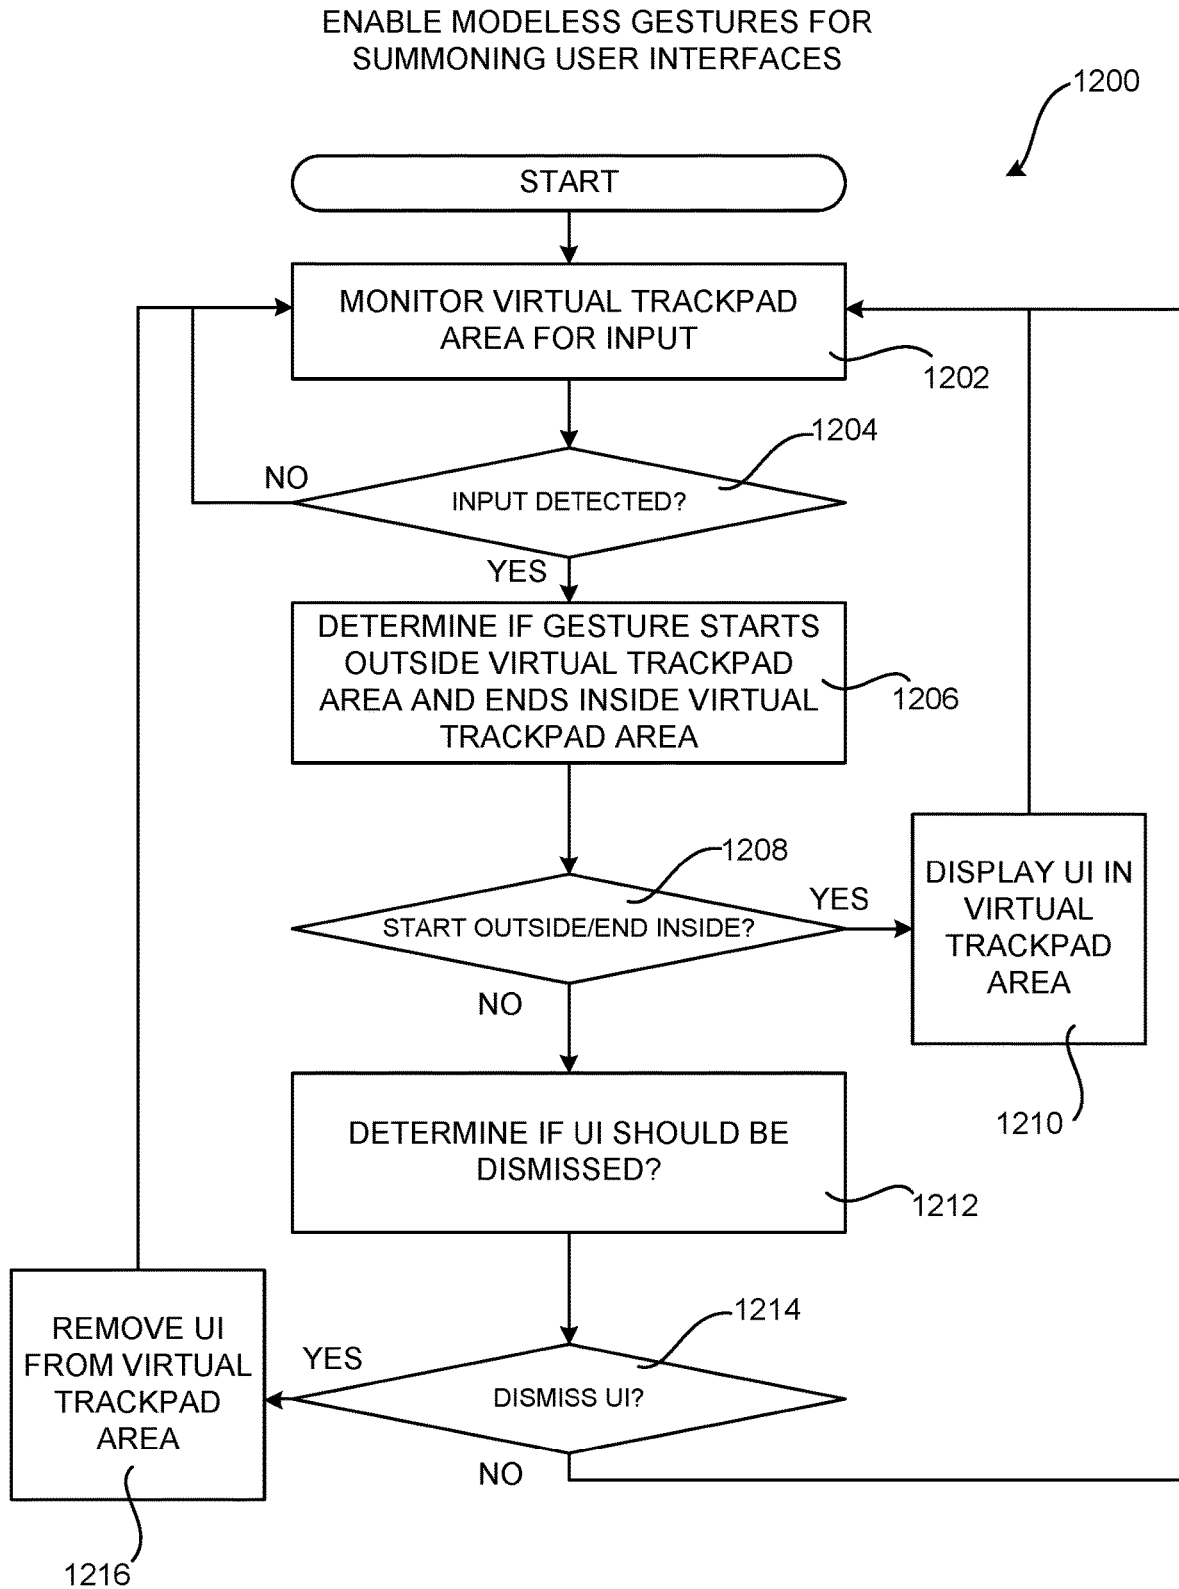 ENABLE MODELESS GESTURES FOR
SUMMONING USER INTERFACES
1200
START
MONITOR VIRTUAL TRACKPAD
AREA FOR INPUT
1202
1204
NO
INPUT DETECTED?
YES
DETERMINE IF GESTURE STARTS
OUTSIDE VIRTUAL TRACKPAD
AREA AND ENDS INSIDE VIRTUAL
TRACKPAD AREA
1206
1208
START OUTSIDE/END INSIDE?
YES
DISPLAY UI IN
VIRTUAL
TRACKPAD
AREA
1210
NO
DETERMINE IF UI SHOULD BE
DISMISSED?
1212
1214
DISMISS UI?
YES
REMOVE UI
FROM VIRTUAL
TRACKPAD
AREA
1216
NO